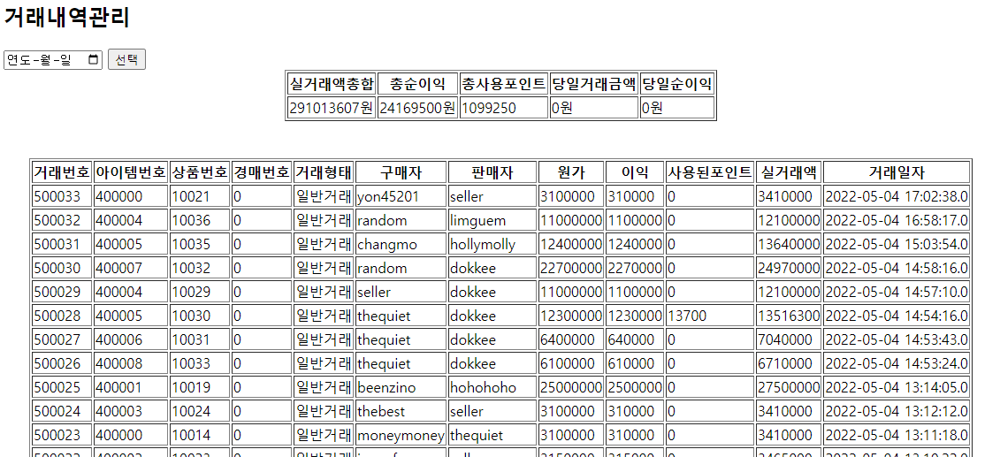 거래내역관리
연도-월-일 선택
실거래액총합 총순이익 총사용포인트 당일거래금액 당일순이익
291013607원 24169500원 1099250 0원 0원
거래번호 아이템번호 상품번호 경매번호 거래형태 구매자 판매자 원가 이익 사용된포인트 실거래액 거래일자
500033 400000 10021 0 일반거래 yon45201 seller 3100000 310000 0 3410000 2022-05-04 17:02:38.0
500032 400004 10036 0 일반거래 random limguem 11000000 1100000 0 12100000 2022-05-04 16:58:17.0
500031 400005 10035 0 일반거래 changmo hollymolly 12400000 1240000 0 13640000 2022-05-04 15:03:54.0
500030 400007 10032 0 일반거래 random dokkee 22700000 2270000 0 24970000 2022-05-04 14:58:16.0
500029 400004 10029 0 일반거래 seller dokkee 11000000 1100000 0 12100000 2022-05-04 14:57:10.0
500028 400005 10030 0 일반거래 thequiet dokkee 12300000 1230000 13700 13516300 2022-05-04 14:54:16.0
500027 400006 10031 0 일반거래 thequiet dokkee 6400000 640000 0 7040000 2022-05-04 14:53:43.0
500026 400008 10033 0 일반거래 thequiet dokkee 6100000 610000 0 6710000 2022-05-04 14:53:24.0
500025 400001 10019 0 일반거래 beenzino hohohoho 25000000 2500000 0 27500000 2022-05-04 13:14:05.0
500024 400003 10024 0 일반거래 thebest seller 3100000 310000 0 3410000 2022-05-04 13:12:12.0
500023 400000 10014 0 일반거래 moneymoney thequiet 3100000 310000 0 3410000 2022-05-04 13:11:18.0